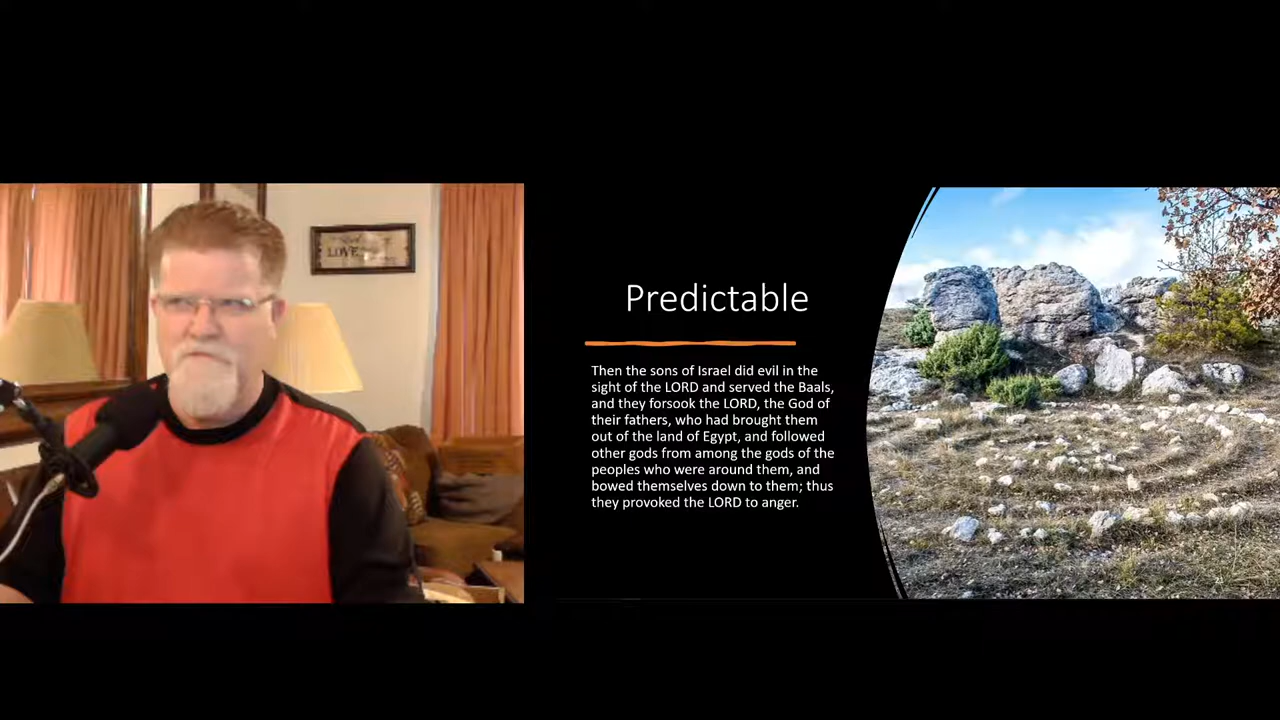 LOVE
Predictable
Then the sons of Israel did evil in the
sight of the LORD and served the Baals,
and they forsook the LORD, the God of
their fathers, who had brought them
out of the land of Egypt, and followed
other gods from among the gods of the
peoples who were around them, and
bowed themselves down to them; thus
they provoked the LORD to anger.
21